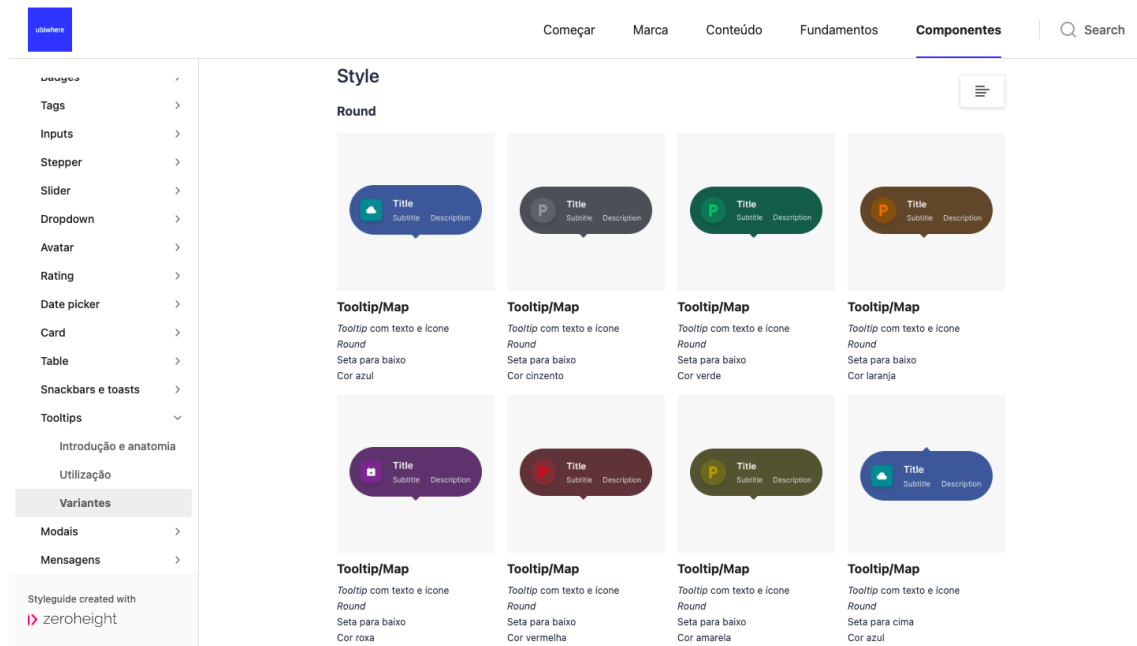 ubiwhere
Começar
Marca
Conteúdo
Fundamentos
Componentes
Search
Badges
Tags
Inputs
Stepper
Slider
Dropdown
Avatar
Rating
Date picker
Card
Table
Snackbars e toasts
Tooltips
Introdução e anatomia
Utilização
Variantes
Modais
Mensagens
Styleguide created with
zeroheight
Style
Round
Title
Subtitle Description
P
Title
Subtitle Description
P
Title
Subtitle Description
P
Title
Subtitle Description
Tooltip/Map
Tooltip com texto e ícone
Round
Seta para baixo
Cor azul
Tooltip/Map
Tooltip com texto e ícone
Round
Seta para baixo
Cor cinzento
Tooltip/Map
Tooltip com texto e ícone
Round
Seta para baixo
Cor verde
Tooltip/Map
Tooltip com texto e ícone
Round
Seta para baixo
Cor laranja
Title
Subtitle Description
P
Title
Subtitle Description
P
Title
Subtitle Description
Title
Subtitle Description
Tooltip/Map
Tooltip com texto e ícone
Round
Seta para baixo
Cor roxa
Tooltip/Map
Tooltip com texto e ícone
Round
Seta para baixo
Cor vermelha
Tooltip/Map
Tooltip com texto e ícone
Round
Seta para baixo
Cor amarela
Tooltip/Map
Tooltip com texto e ícone
Round
Seta para cima
Cor azul